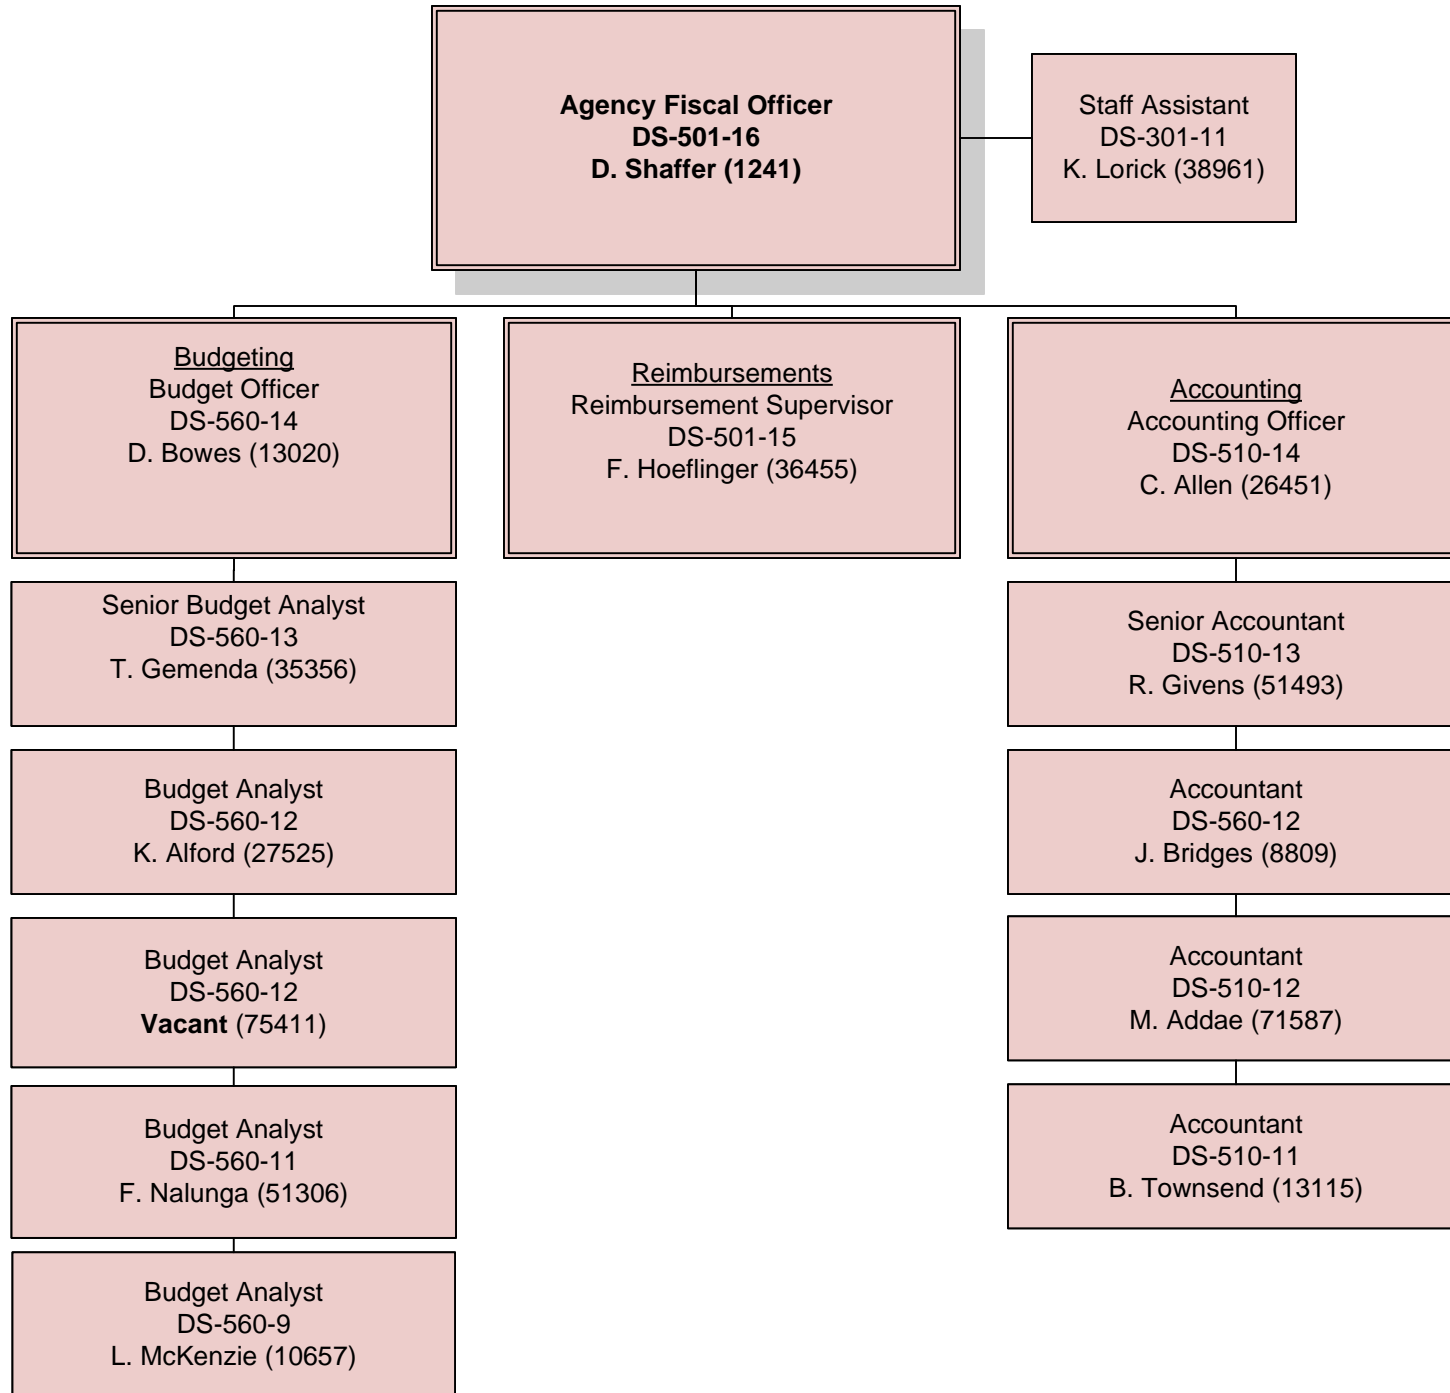 Agency Fiscal Officer
DS-501-16
D. Shaffer (1241)
Staff Assistant
DS-301-11
K. Lorick (38961)
Budgeting
Budget Officer
DS-560-14
D. Bowes (13020)
Reimbursements
Reimbursement Supervisor
DS-501-15
F. Hoeflinger (36455)
Accounting
Accounting Officer
DS-510-14
C. Allen (26451)
Senior Budget Analyst
DS-560-13
T. Gemenda (35356)
Senior Accountant
DS-510-13
R. Givens (51493)
Budget Analyst
DS-560-12
K. Alford (27525)
Accountant
DS-560-12
J. Bridges (8809)
Budget Analyst
DS-560-12
Vacant (75411)
Accountant
DS-510-12
M. Addae (71587)
Budget Analyst
DS-560-11
F. Nalunga (51306)
Accountant
DS-510-11
B. Townsend (13115)
Budget Analyst
DS-560-9
L. McKenzie (10657)